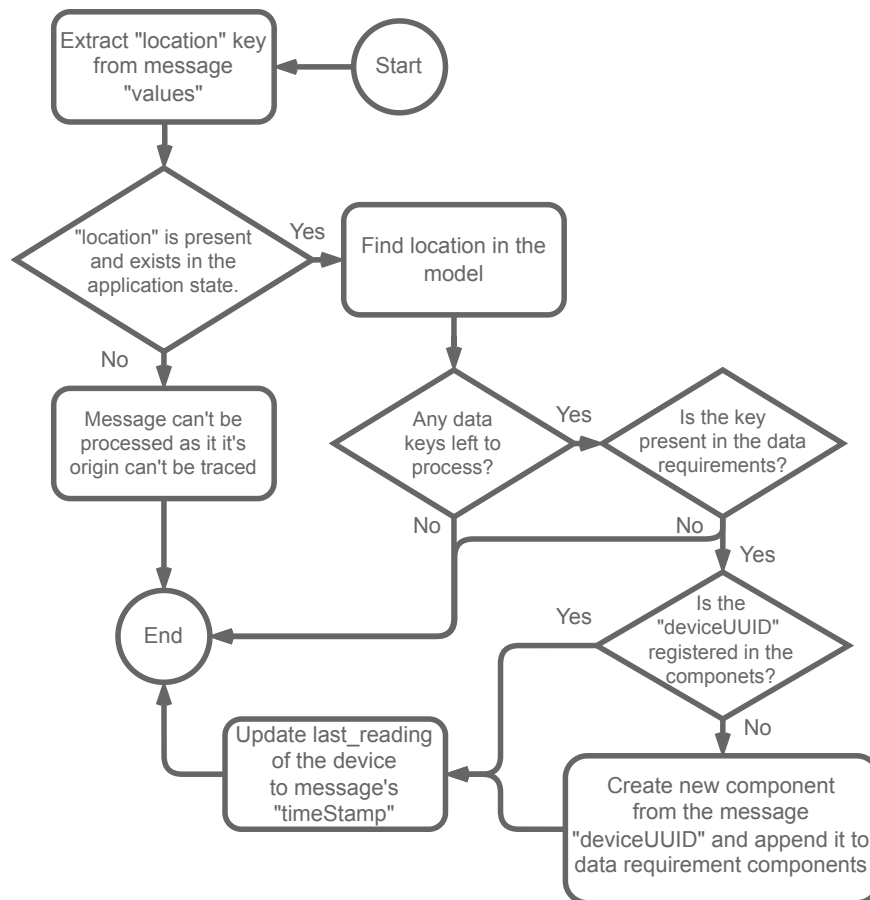 Extract "location" key
from message
"values"
Start
"location" is present
and exists in the
application state.
Yes
Find location in the
model
No
Message can't be
processed as it it's
origin can't be traced
Any data
keys left to
process?
Yes
Is the key
present in the data
requirements?
No
No
Yes
End
Yes
Is the
"deviceUUID"
registered in the
componets?
No
Update last_reading
of the device
to message's
"timeStamp"
Create new component
from the message
"deviceUUID" and append it to
data requirement components